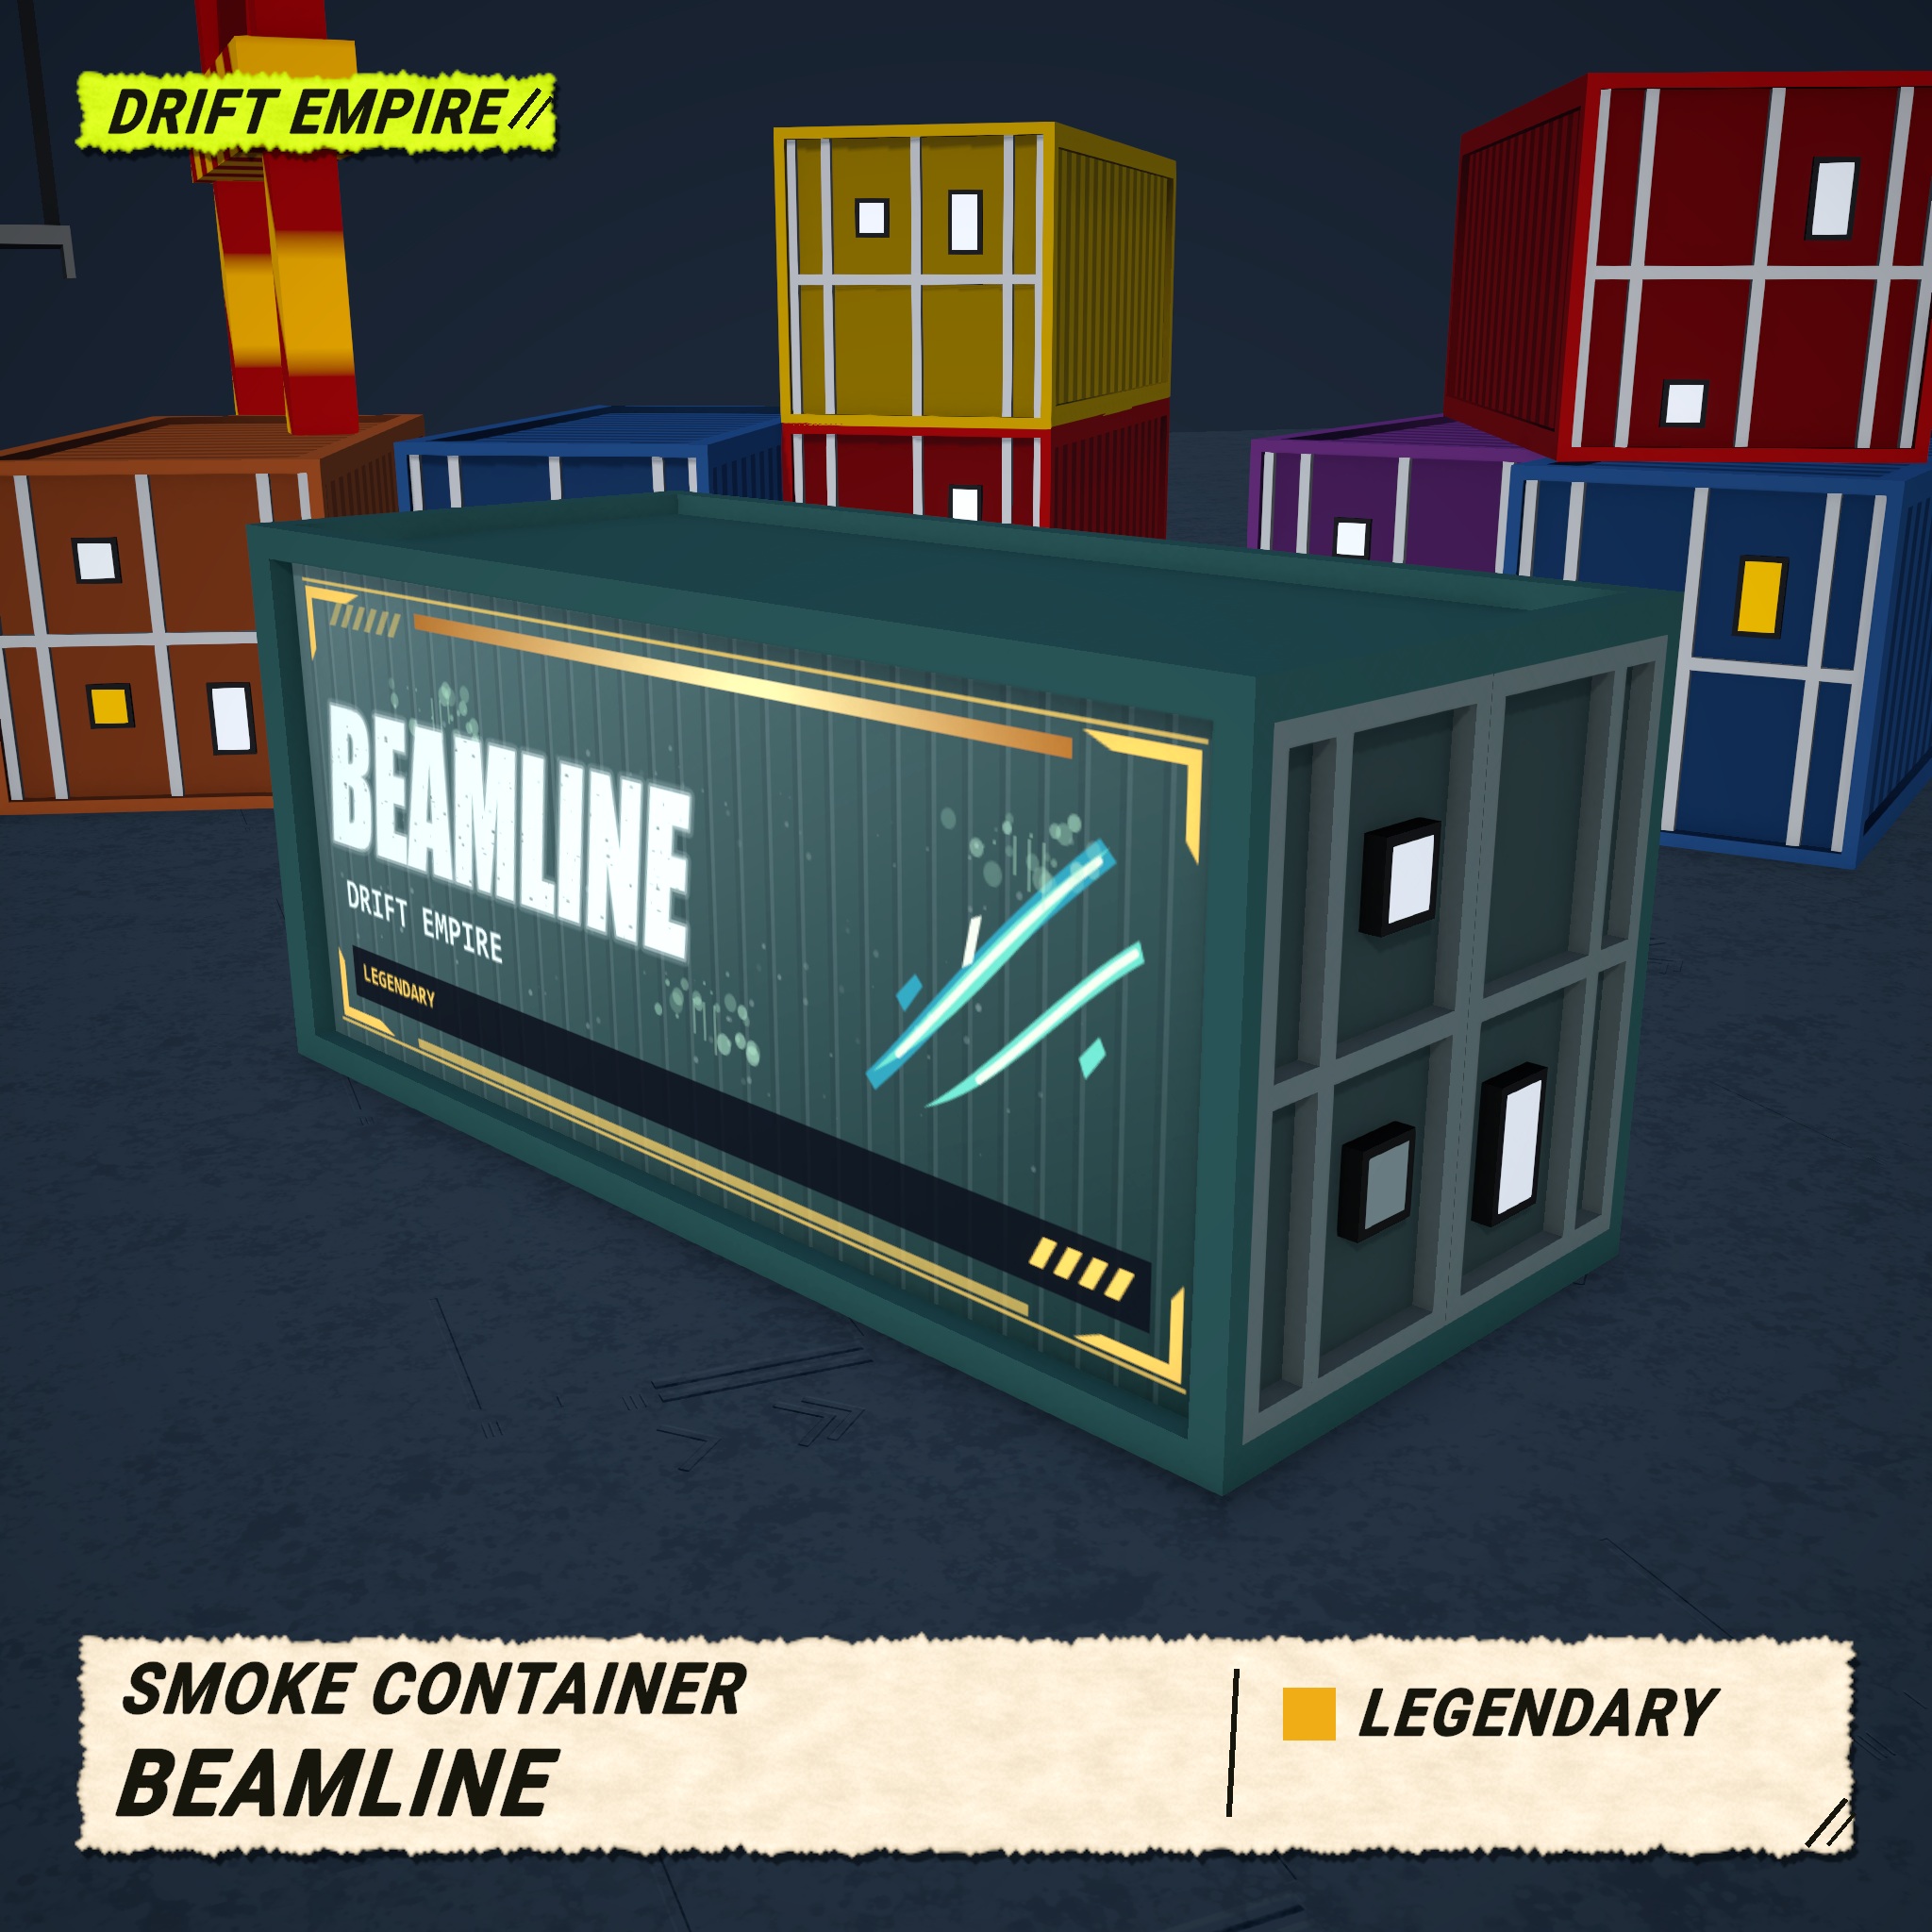 DRIFT EMPIRE//
BEAMLINE
DRIFT EMPIRE
LEGENDARY
SMOKE CONTAINER
BEAMLINE
LEGENDARY